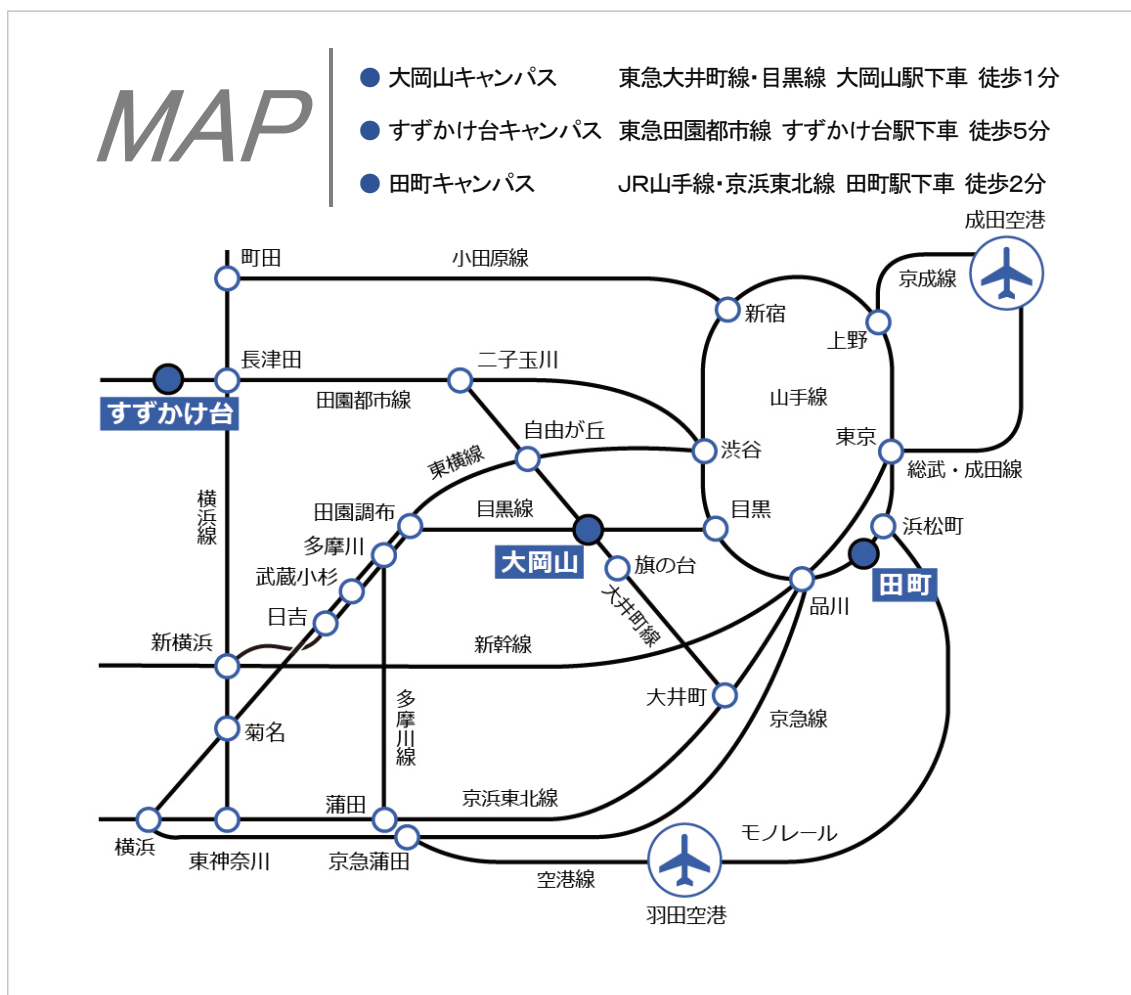 MAP
大岡山キャンパス 東急大井町線・目黒線 大岡山駅下車 徒歩1分
すずかけ台キャンパス 東急田園都市線 すずかけ台駅下車 徒歩5分
田町キャンパス JR山手線・京浜東北線 田町駅下車 徒歩2分
成田空港
町田
小田原線
京成線
新宿
上野
長津田
二子玉川
田園都市線
山手線
すずかけ台
自由が丘
東横線
渋谷
東京
総武・成田線
横浜線
田園調布
目黒線
目黒
浜松町
多摩川
大岡山
旗の台
田町
武蔵小杉
大井町線
品川
日吉
新横浜
新幹線
大井町
京急線
菊名
多摩川線
蒲田
京浜東北線
横浜
東神奈川
京急蒲田
モノレール
空港線
羽田空港